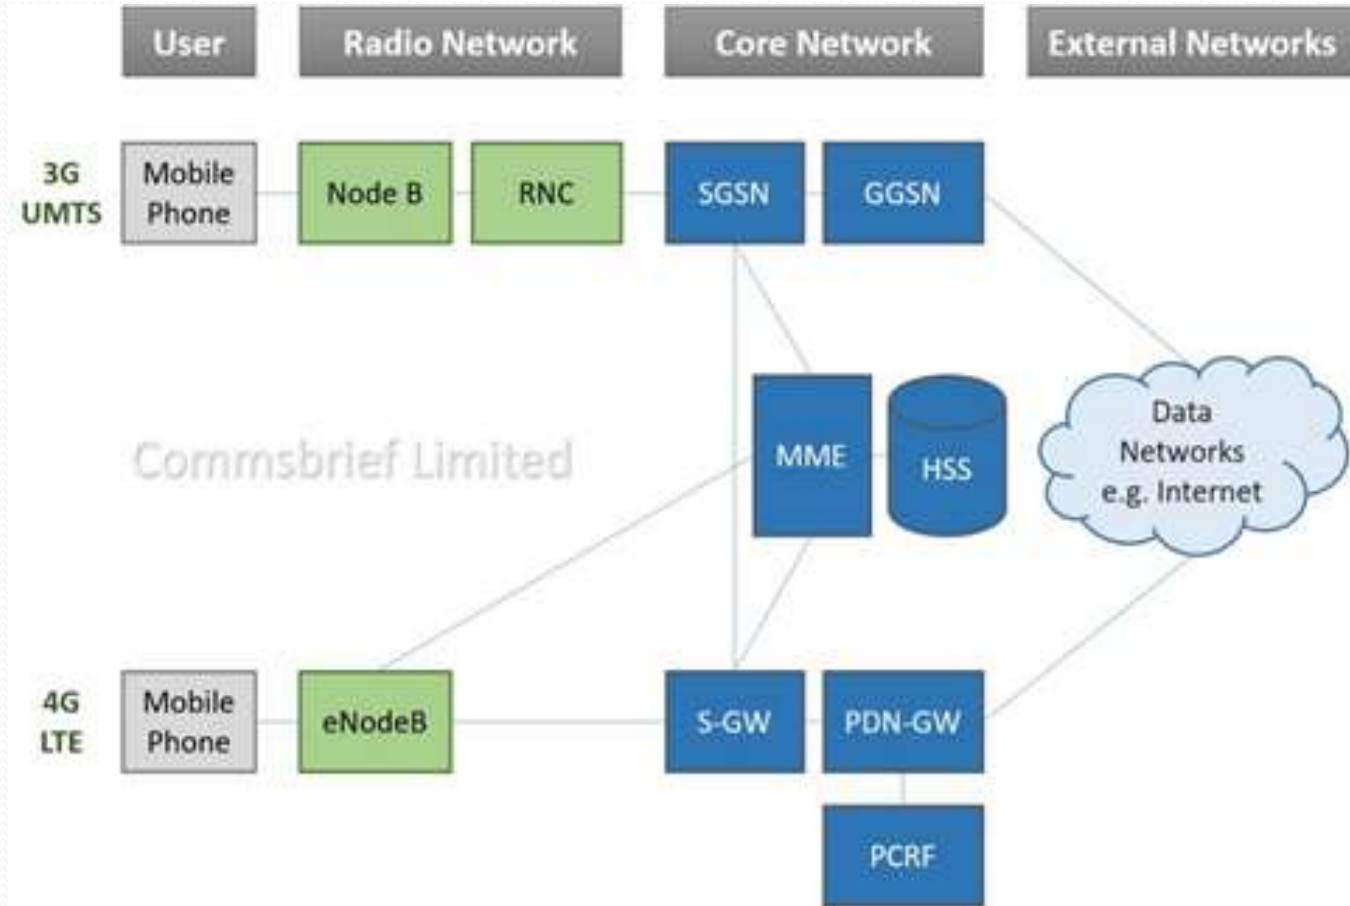 User
Radio Network
Core Network
External Networks
3G
UMTS
Mobile
Phone
Node B
RNC
SGSN
GGSN
Commsbrief Limited
MME
HSS
Data
Networks
e.g. Internet
4G
LTE
Mobile
Phone
eNodeB
S-GW
PDN-GW
PCRF